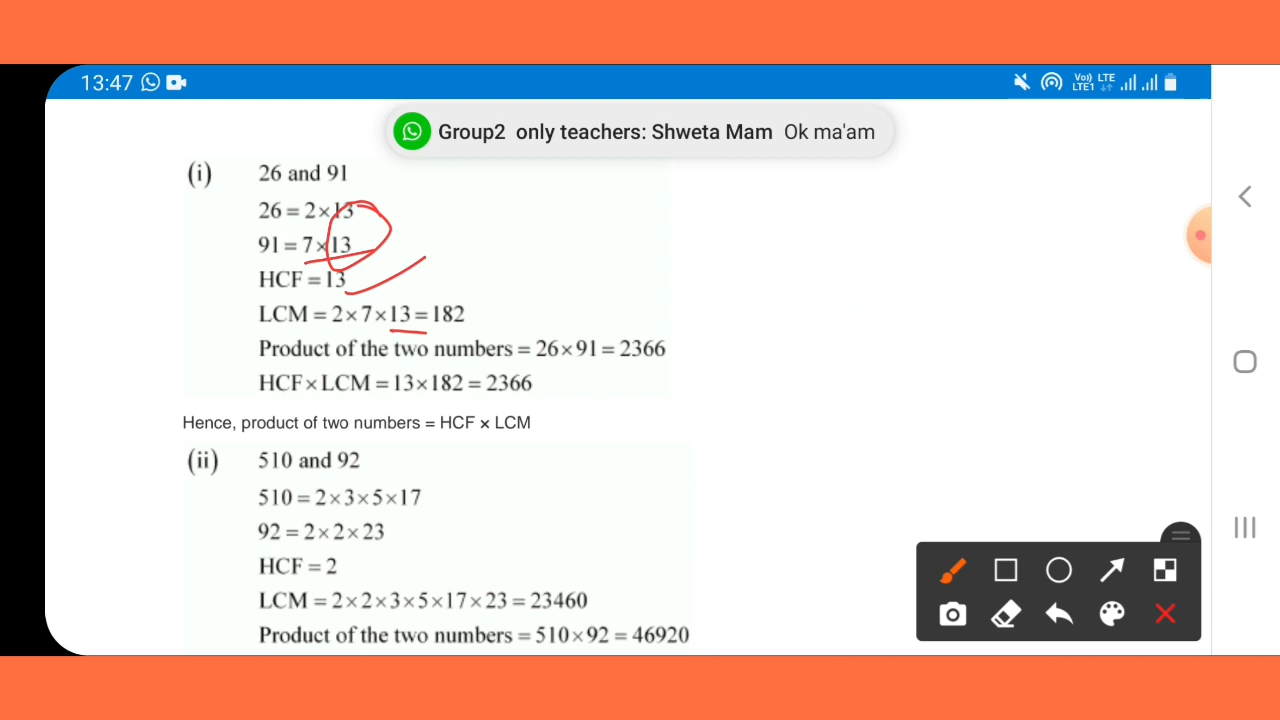 13:47
Vo)) LTE
LTE1
Group2 only teachers: Shweta Mam Ok ma'am
(i) 26 and 91
26 = 2 × 13
91 = 7 × 13
HCF = 13
LCM = 2 × 7 × 13 = 182
Product of the two numbers = 26 × 91 = 2366
HCF × LCM = 13 × 182 = 2366
Hence, product of two numbers = HCF × LCM
(ii) 510 and 92
510 = 2 × 3 × 5 × 17
92 = 2 × 2 × 23
HCF = 2
LCM = 2 × 2 × 3 × 5 × 17 × 23 = 23460
Product of the two numbers = 510 × 92 = 46920